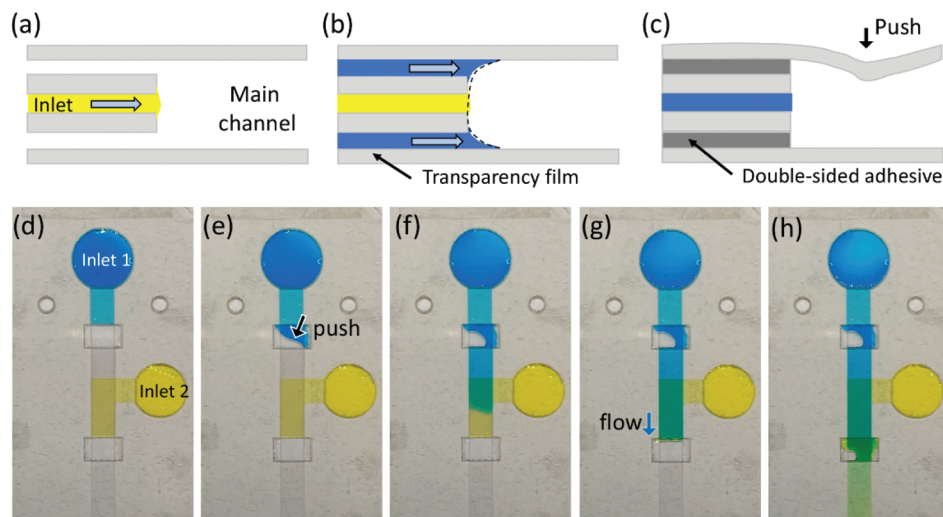 (a)
Inlet
Main
channel
(b)
Transparency film
(c)
Push
Double-sided adhesive
(d)
Inlet 1
Inlet 2
(e)
push
(f)
(g)
flow
(h)